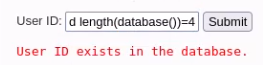 User ID: d length(database())=4 Submit
User ID exists in the database.